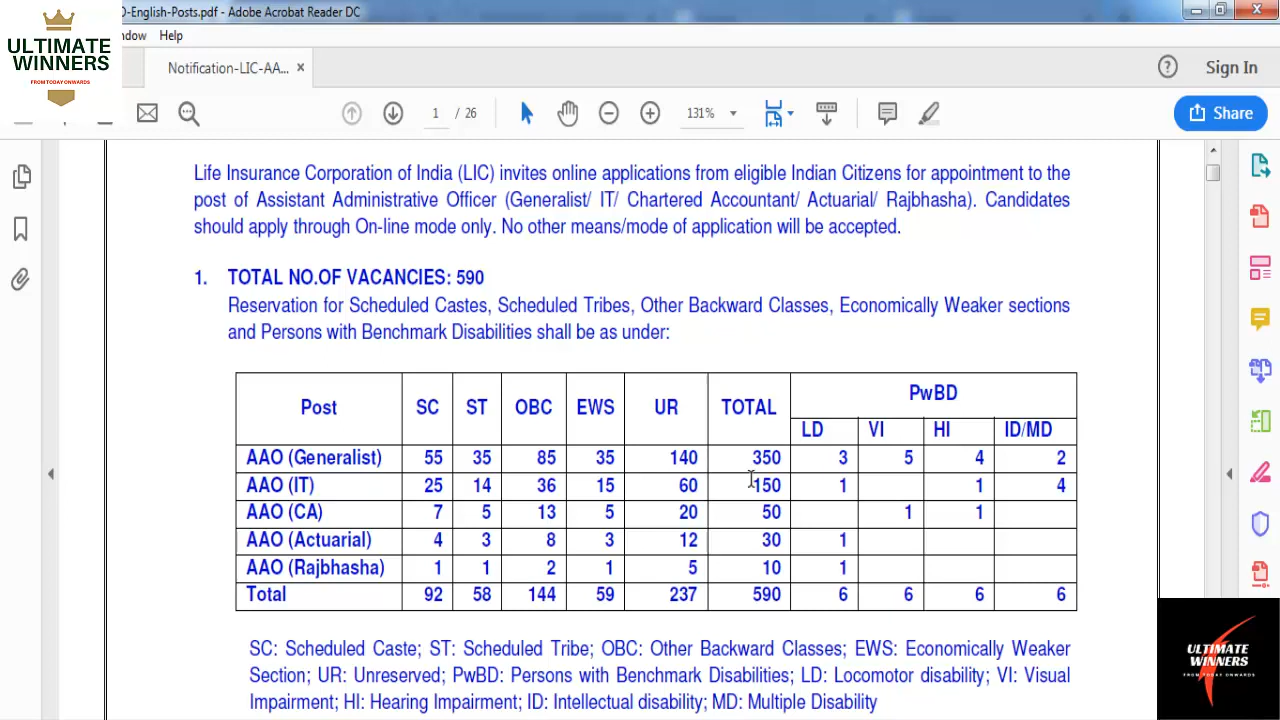 D-English-Posts.pdf - Adobe Acrobat Reader DC
ULTIMATE
WINNERS
FROM TODAY ONWARDS
ndow Help
Notification-LIC-AA... ×
? Sign In
1 / 26 131% Share
Life Insurance Corporation of India (LIC) invites online applications from eligible Indian Citizens for appointment to the
post of Assistant Administrative Officer (Generalist/ IT/ Chartered Accountant/ Actuarial/ Rajbhasha). Candidates
should apply through On-line mode only. No other means/mode of application will be accepted.
1. TOTAL NO.OF VACANCIES: 590
Reservation for Scheduled Castes, Scheduled Tribes, Other Backward Classes, Economically Weaker sections
and Persons with Benchmark Disabilities shall be as under:
Post SC ST OBC EWS UR TOTAL PwBD
LD VI HI ID/MD
AAO (Generalist) 55 35 85 35 140 350 3 5 4 2
AAO (IT) 25 14 36 15 60 150 1 1 4
AAO (CA) 7 5 13 5 20 50 1 1
AAO (Actuarial) 4 3 8 3 12 30 1
AAO (Rajbhasha) 1 1 2 1 5 10 1
Total 92 58 144 59 237 590 6 6 6 6
SC: Scheduled Caste; ST: Scheduled Tribe; OBC: Other Backward Classes; EWS: Economically Weaker
Section; UR: Unreserved; PwBD: Persons with Benchmark Disabilities; LD: Locomotor disability; VI: Visual
Impairment; HI: Hearing Impairment; ID: Intellectual disability; MD: Multiple Disability
ULTIMATE
WINNERS
FROM TODAY ONWARDS